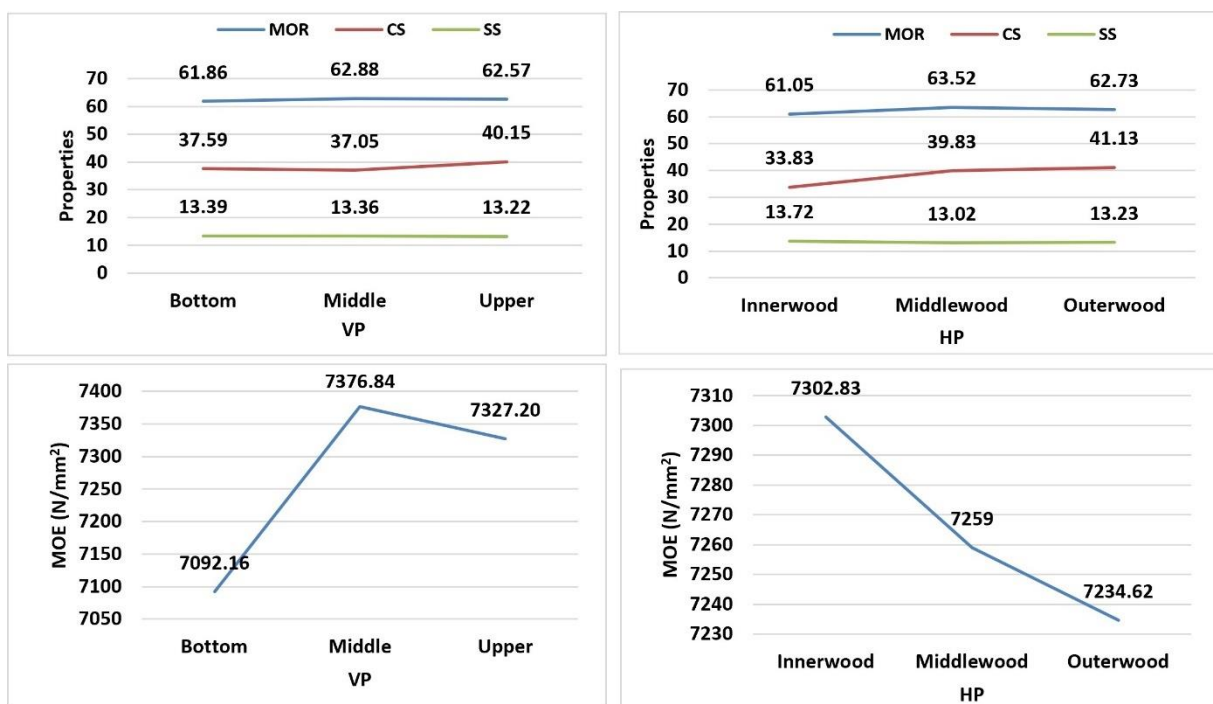 MOR CS SS
70
60
50
40
30
20
10
0
Properties
61.86 62.88 62.57
37.59 37.05 40.15
13.39 13.36 13.22
Bottom Middle Upper
VP
MOR CS SS
70
60
50
40
30
20
10
0
Properties
61.05 63.52 62.73
33.83 39.83 41.13
13.72 13.02 13.23
Innerwood Middlewood Outerwood
HP
7400
7350
7300
7250
7200
7150
7100
7050
MOE (N/mm²)
7092.16 7376.84 7327.20
Bottom Middle Upper
VP
7310
7300
7290
7280
7270
7260
7250
7240
7230
MOE (N/mm²)
7302.83 7259 7234.62
Innerwood Middlewood Outerwood
HP